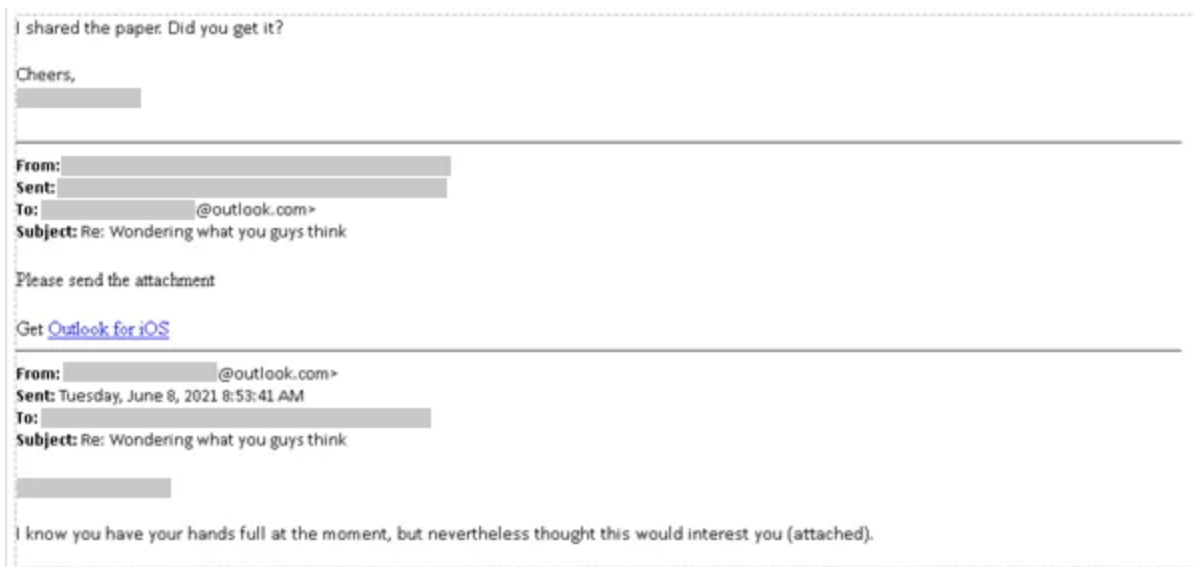 I shared the paper. Did you get it?
Cheers,
From:
Sent:
To: @outlook.com>
Subject: Re: Wondering what you guys think
Please send the attachment
Get Outlook for iOS
From: @outlook.com>
Sent: Tuesday, June 8, 2021 8:53:41 AM
To:
Subject: Re: Wondering what you guys think
I know you have your hands full at the moment, but nevertheless thought this would interest you (attached).